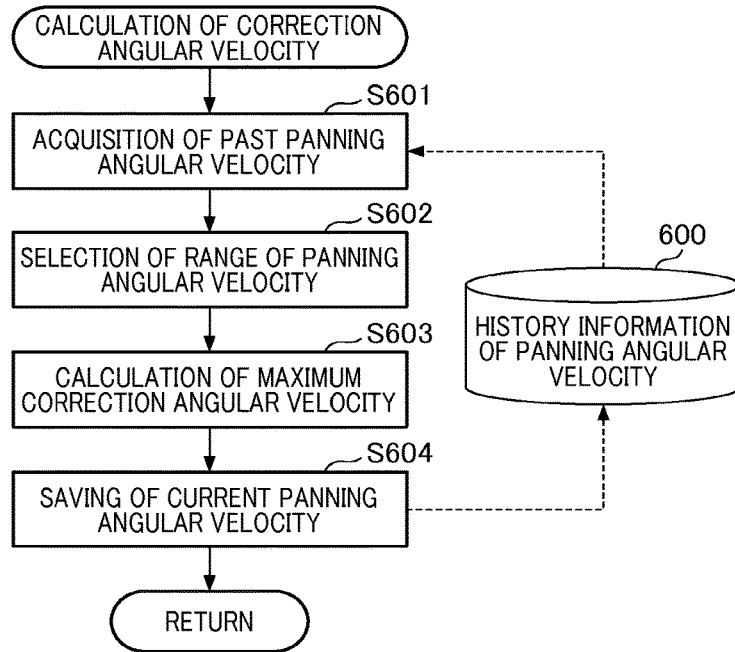 CALCULATION OF CORRECTION
ANGULAR VELOCITY
S601
ACQUISITION OF PAST PANNING
ANGULAR VELOCITY
S602
SELECTION OF RANGE OF PANNING
ANGULAR VELOCITY
600
HISTORY INFORMATION
OF PANNING ANGULAR
VELOCITY
S603
CALCULATION OF MAXIMUM
CORRECTION ANGULAR VELOCITY
S604
SAVING OF CURRENT PANNING
ANGULAR VELOCITY
RETURN